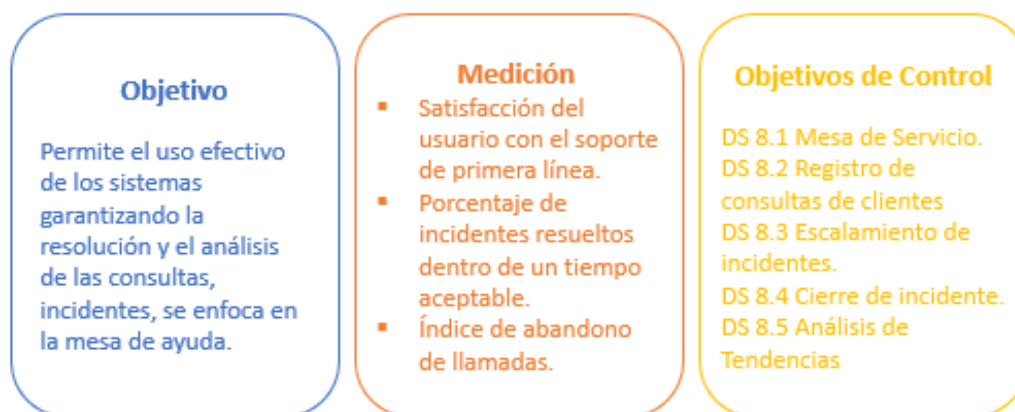 Objetivo
Permite el uso efectivo
de los sistemas
garantizando la
resolución y el análisis
de las consultas,
incidentes, se enfoca en
la mesa de ayuda.
Medición
▪ Satisfacción del
usuario con el soporte
de primera línea.
▪ Porcentaje de
incidentes resueltos
dentro de un tiempo
aceptable.
▪ Índice de abandono
de llamadas.
Objetivos de Control
DS 8.1 Mesa de Servicio.
DS 8.2 Registro de
consultas de clientes
DS 8.3 Escalamiento de
incidentes.
DS 8.4 Cierre de incidente.
DS 8.5 Análisis de
Tendencias